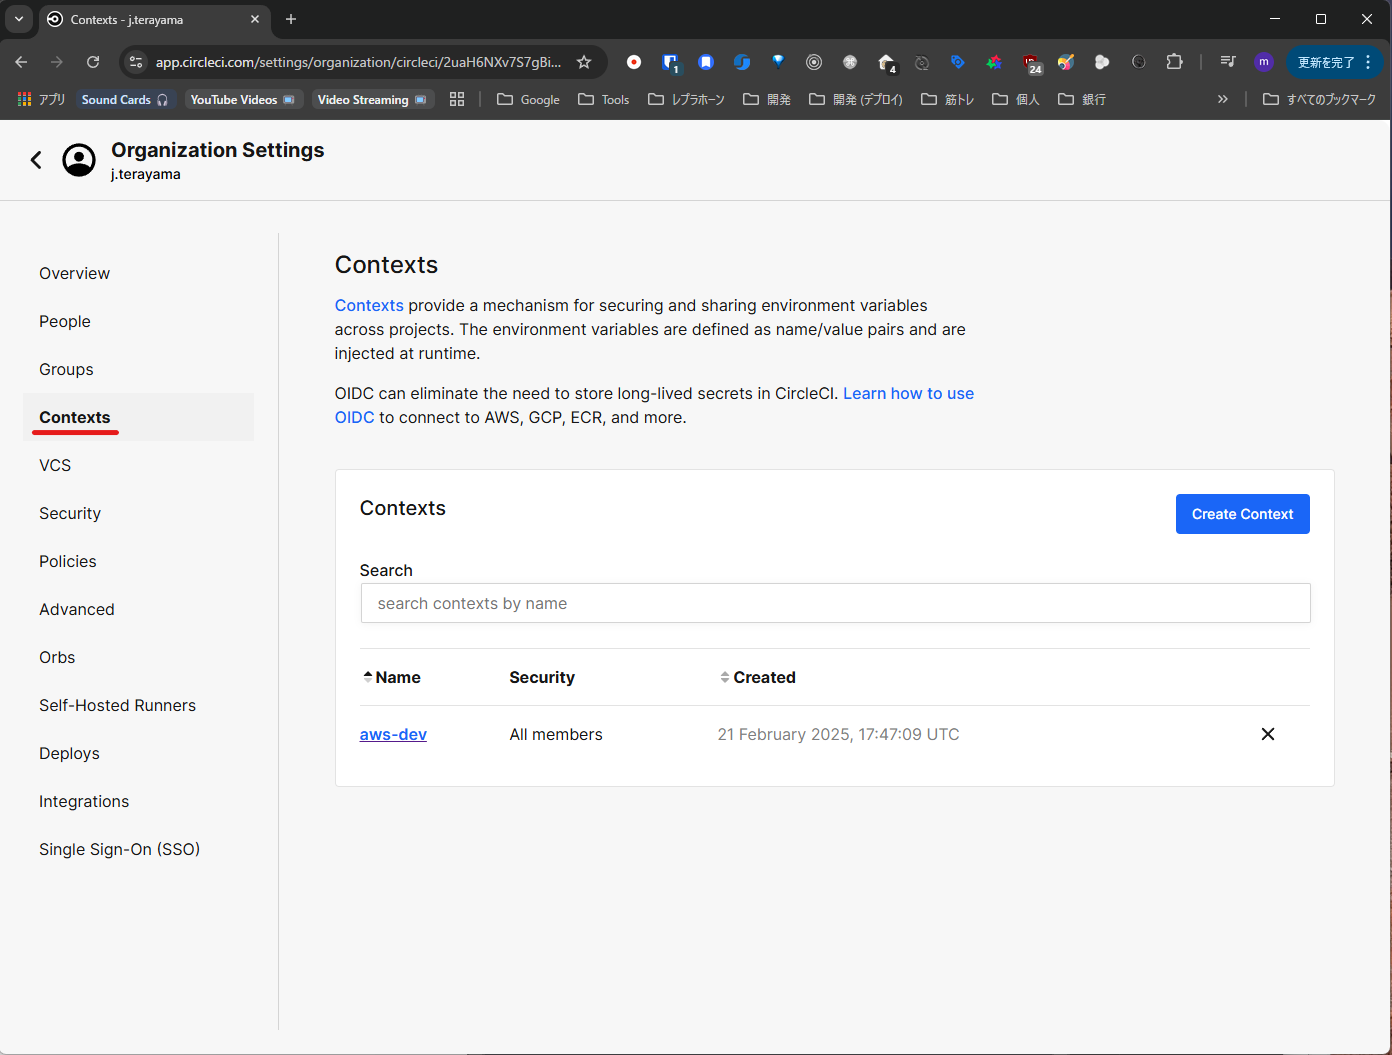 Contexts - j.terayama
app.circleci.com/settings/organization/circleci/2uaH6NXv7S7gBi...
1
4
24
m
更新を完了
アプリ
Sound Cards
YouTube Videos
Video Streaming
Google
Tools
レプラホーン
開発
開発 (デプロイ)
筋トレ
個人
銀行
すべてのブックマーク
Organization Settings
j.terayama
Overview
People
Groups
Contexts
VCS
Security
Policies
Advanced
Orbs
Self-Hosted Runners
Deploys
Integrations
Single Sign-On (SSO)
Contexts
Contexts provide a mechanism for securing and sharing environment variables
across projects. The environment variables are defined as name/value pairs and are
injected at runtime.
OIDC can eliminate the need to store long-lived secrets in CircleCI. Learn how to use
OIDC to connect to AWS, GCP, ECR, and more.
Contexts
Create Context
Search
search contexts by name
Name Security Created
aws-dev All members 21 February 2025, 17:47:09 UTC